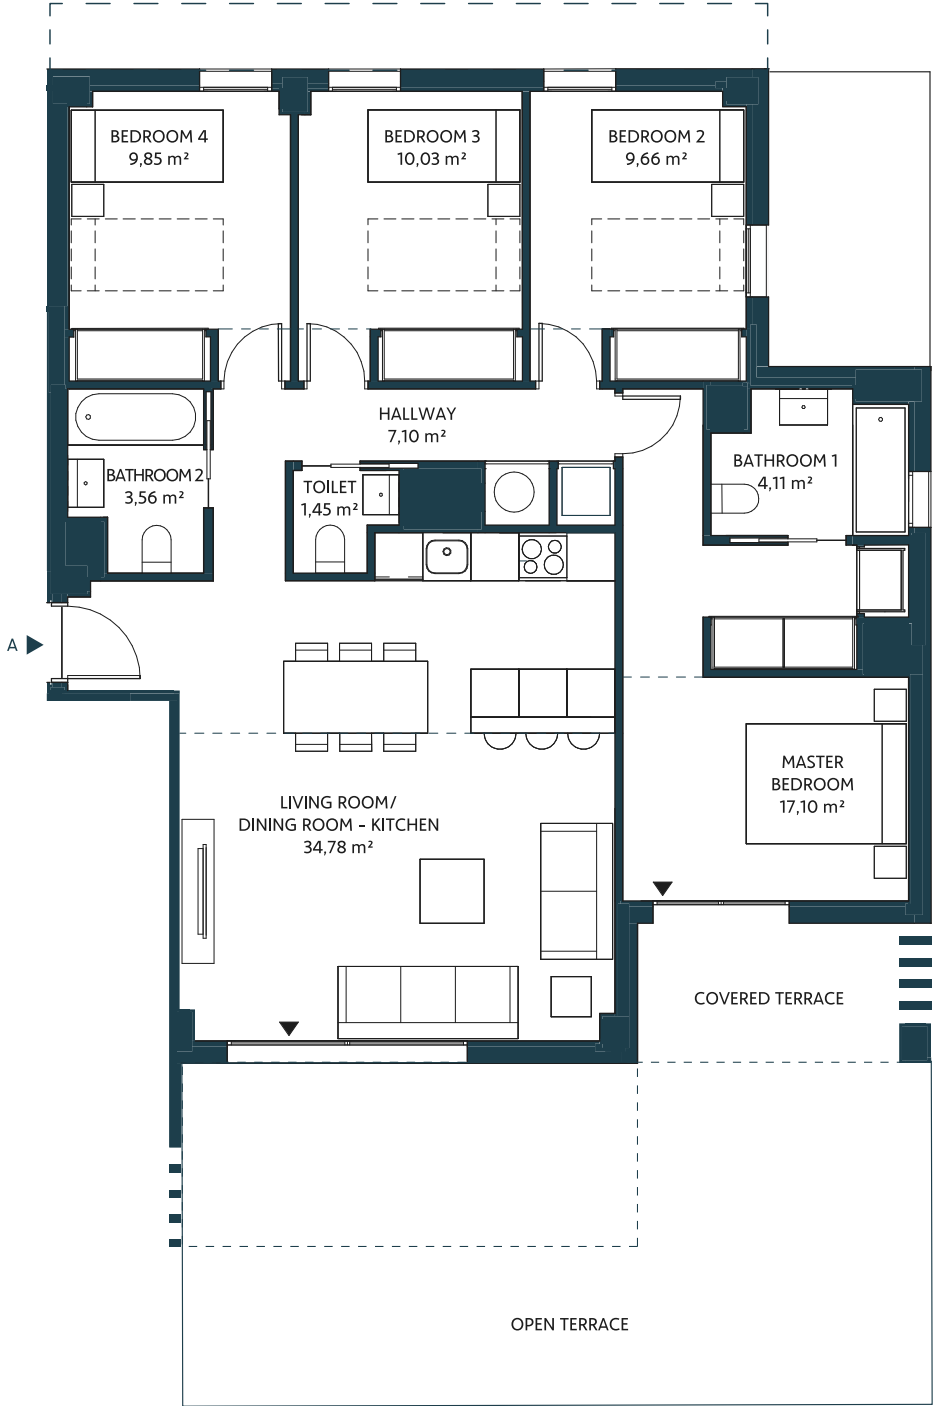 BEDROOM 4
9,85 m²
BEDROOM 3
10,03 m²
BEDROOM 2
9,66 m²
HALLWAY
7,10 m²
BATHROOM 2
3,56 m²
TOILET
1,45 m²
BATHROOM 1
4,11 m²
A
MASTER
BEDROOM
17,10 m²
LIVING ROOM/
DINING ROOM - KITCHEN
34,78 m²
COVERED TERRACE
OPEN TERRACE